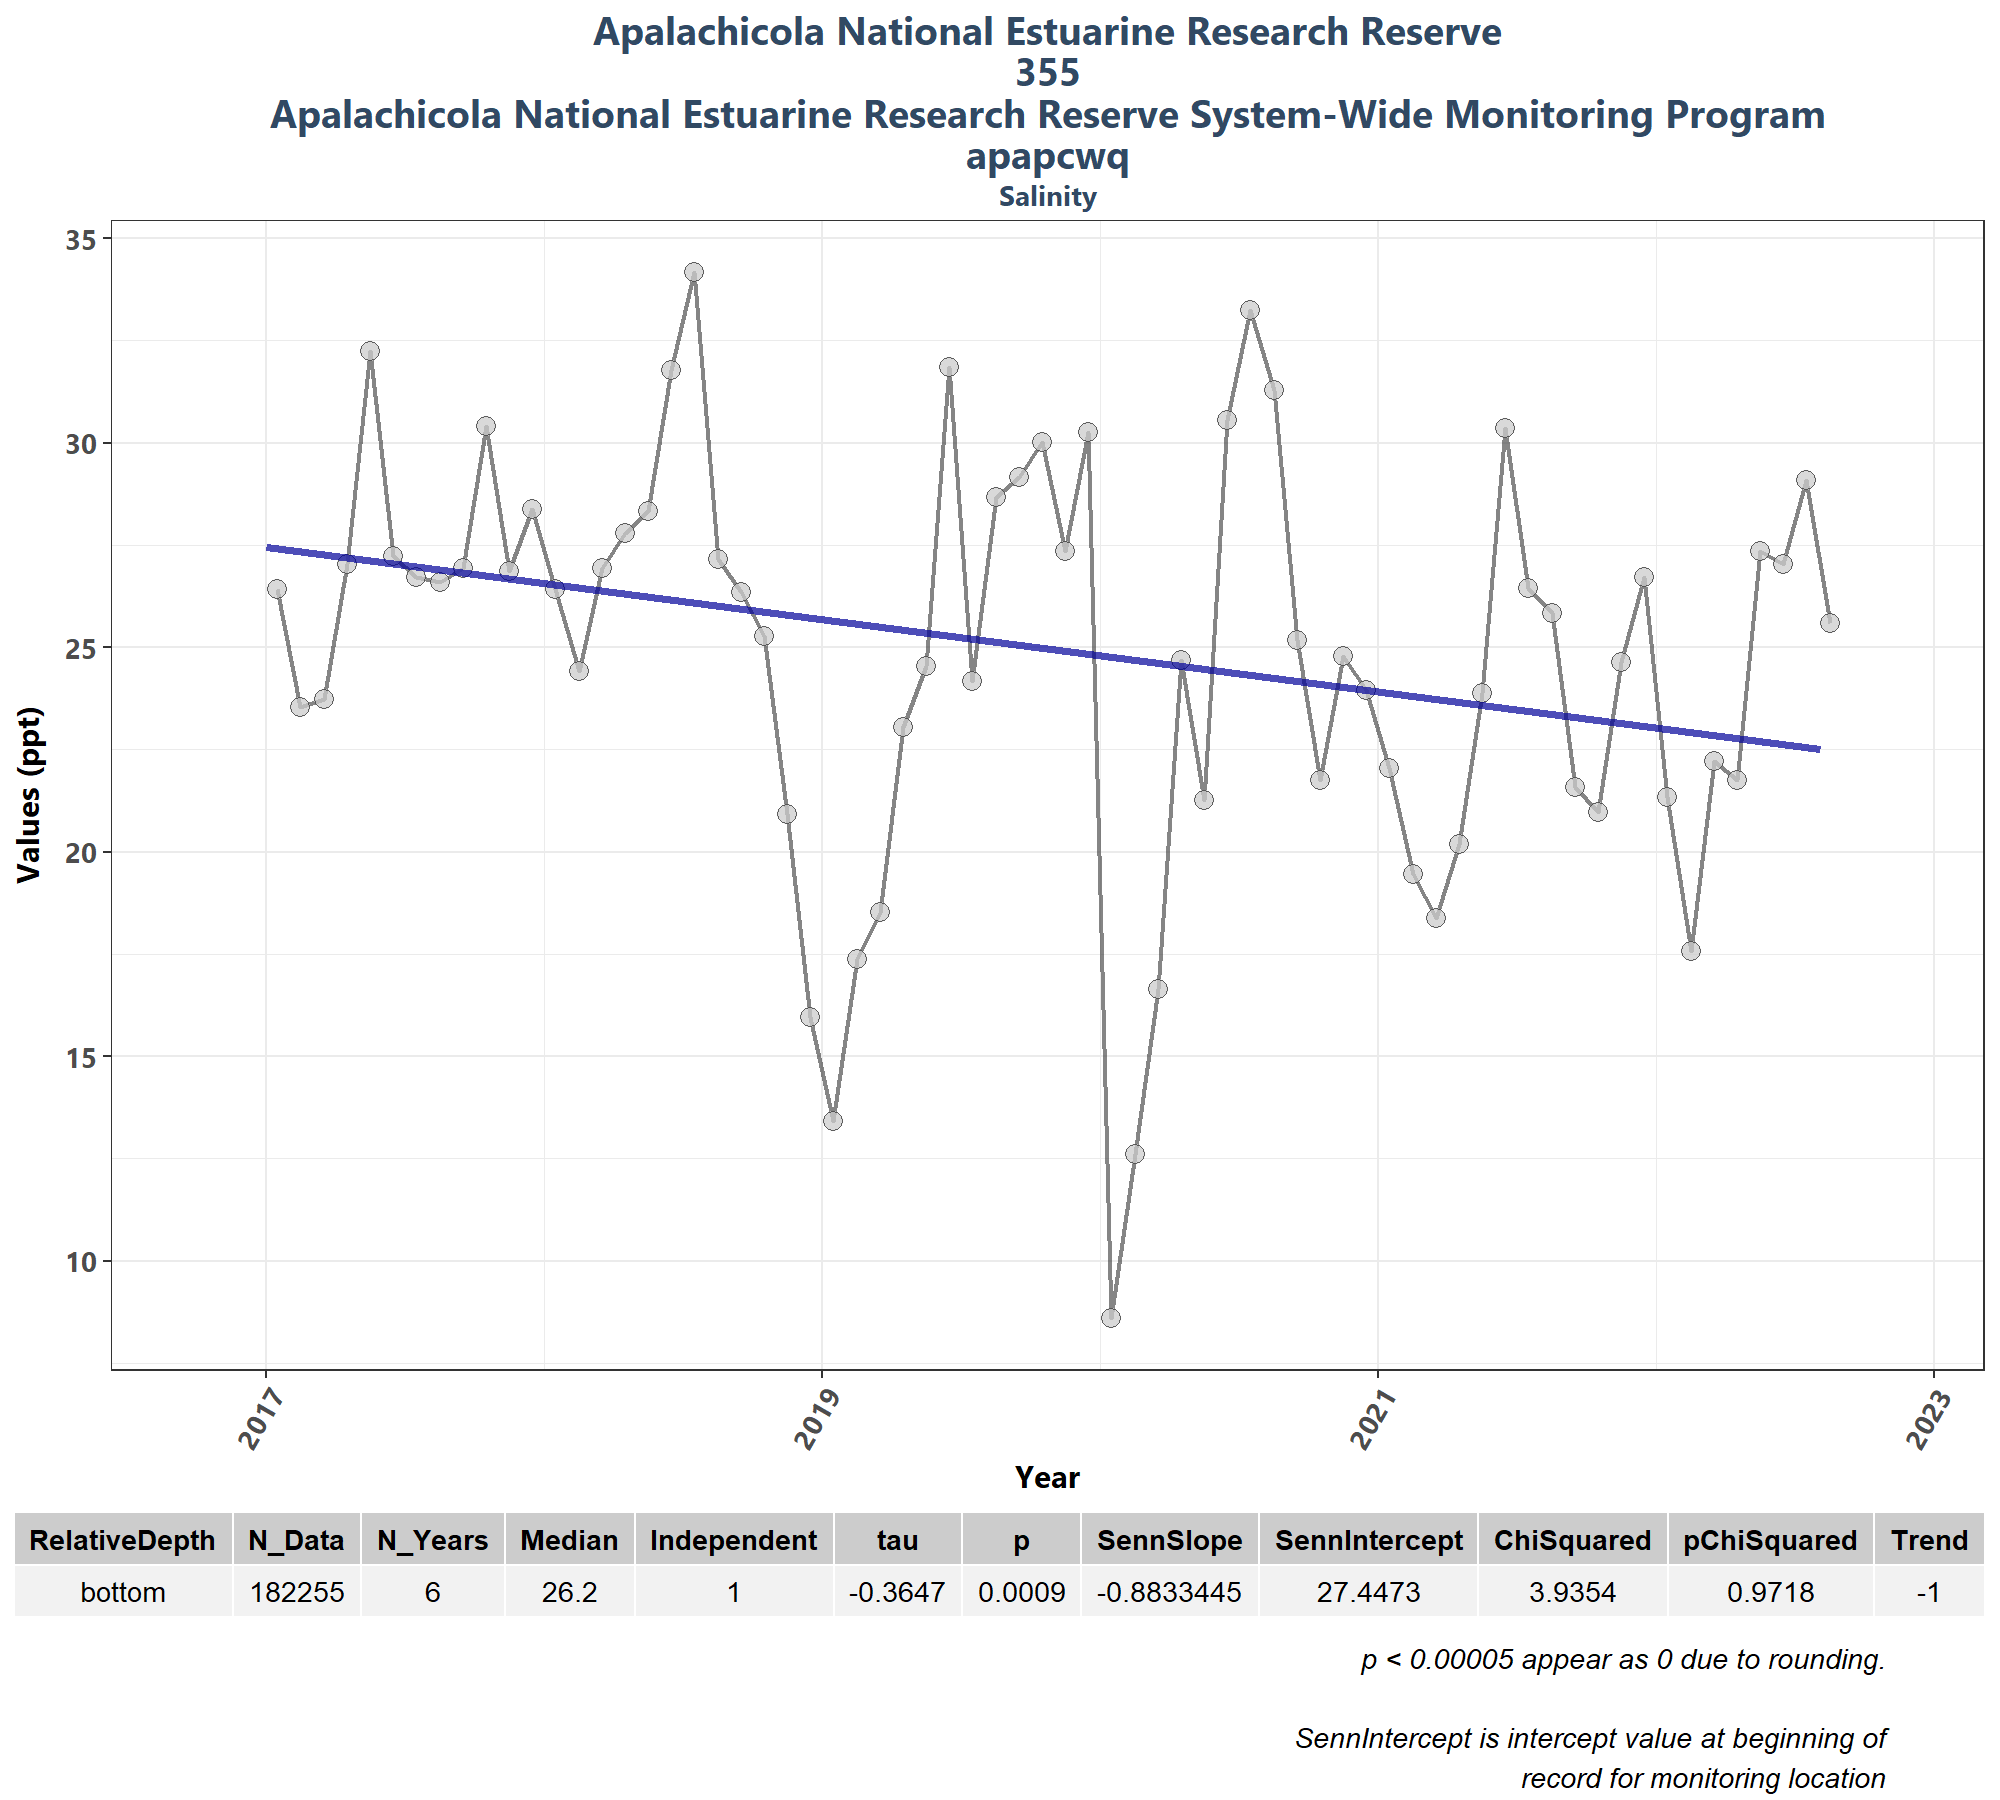 Apalachicola National Estuarine Research Reserve
355
Apalachicola National Estuarine Research Reserve System-Wide Monitoring Program
apapcwq
Salinity
35
30
25
20
15
10
Values (ppt)
2017
2019
2021
2023
Year
RelativeDepth N_Data N_Years Median Independent tau p SennSlope SennIntercept ChiSquared pChiSquared Trend
bottom 182255 6 26.2 1 -0.3647 0.0009 -0.8833445 27.4473 3.9354 0.9718 -1
p < 0.00005 appear as 0 due to rounding.
SennIntercept is intercept value at beginning of
record for monitoring location